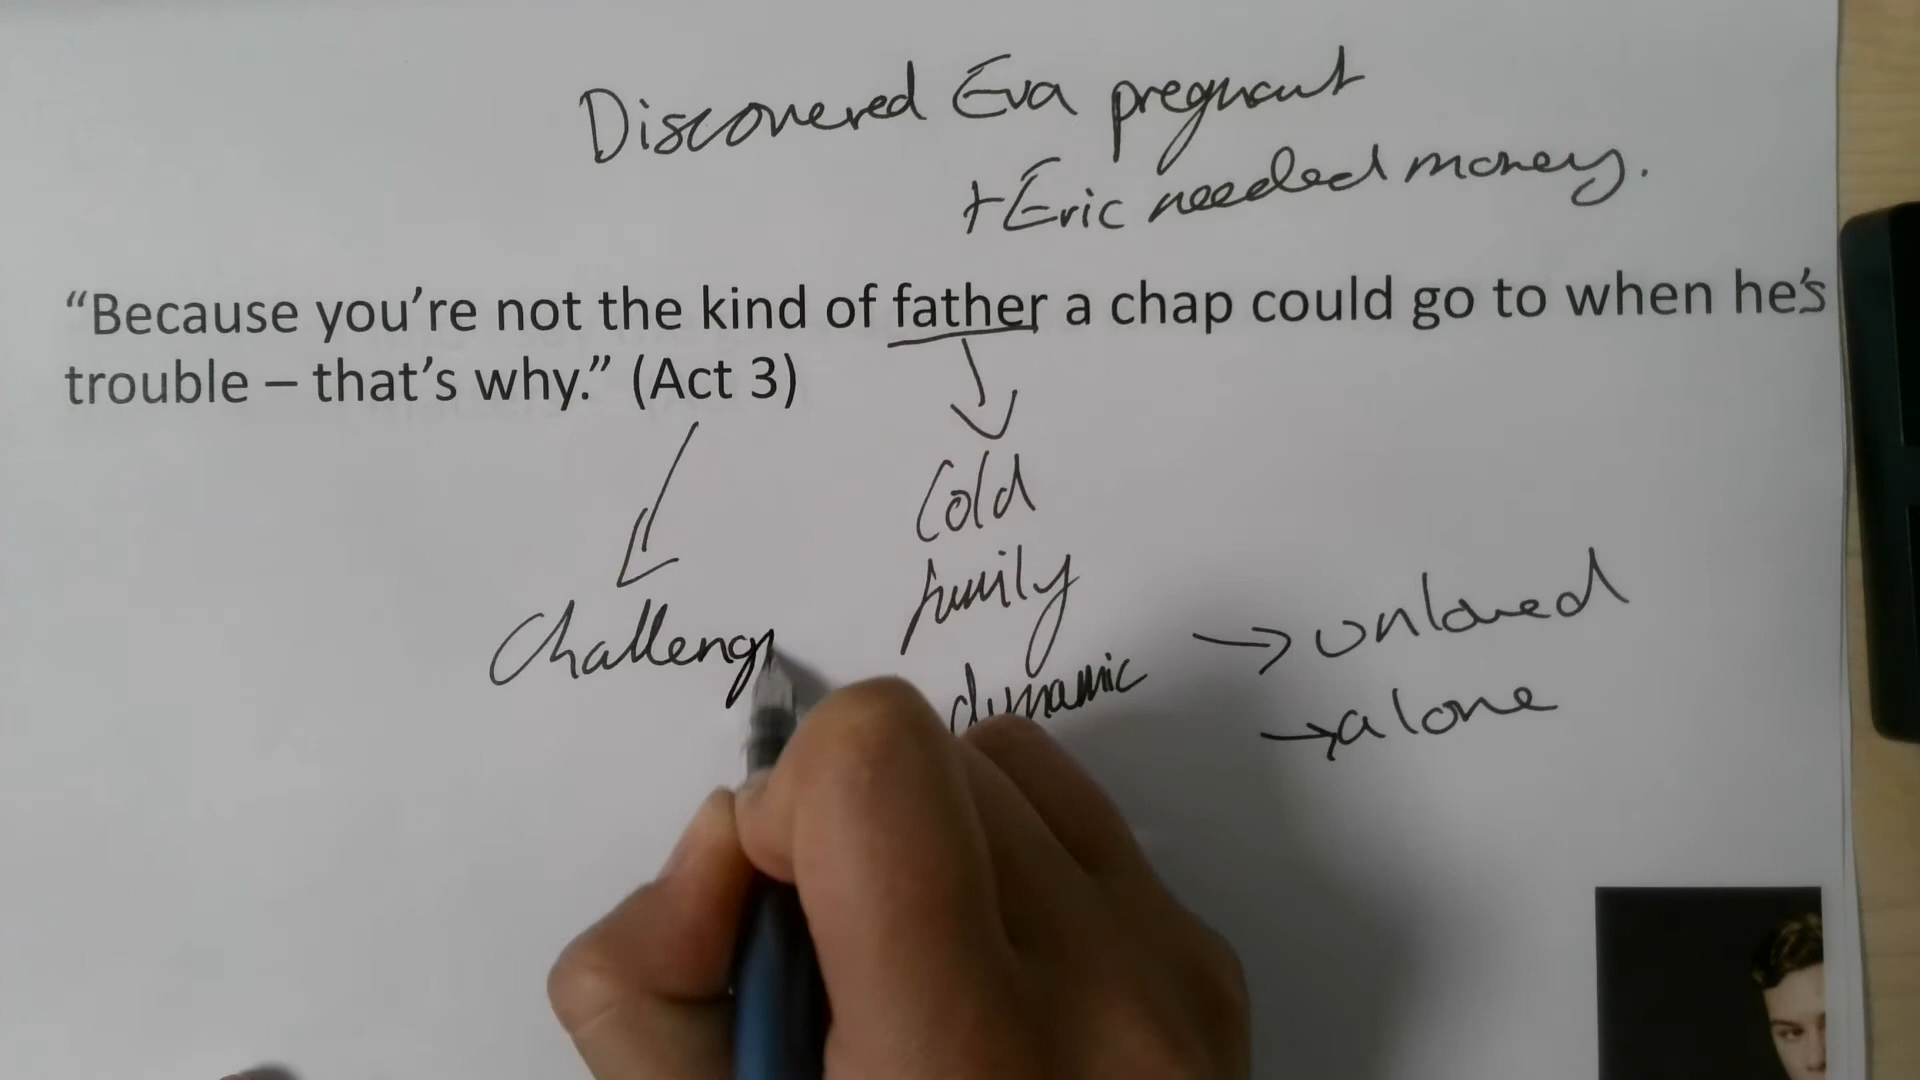 Discovered Eva pregnant
+ Eric needed money.
“Because you’re not the kind of father a chap could go to when he’s
trouble – that’s why.” (Act 3)
Cold
family
dynamic
→ unloved
→ alone
Challeng